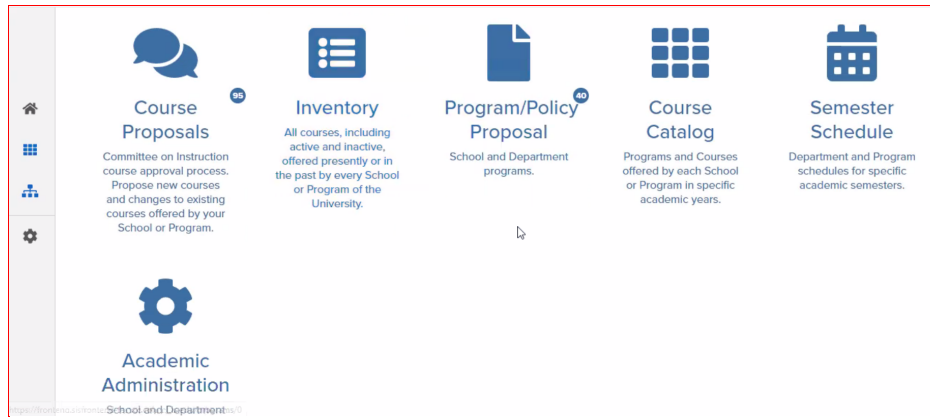 Course
Proposals
95
Committee on Instruction
course approval process.
Propose new courses
and changes to existing
courses offered by your
School or Program.
Inventory
All courses, including
active and inactive,
offered presently or in
the past by every School
or Program of the
University.
Program/Policy
Proposal
40
School and Department
programs.
Course
Catalog
Programs and Courses
offered by each School
or Program in specific
academic years.
Semester
Schedule
Department and Program
schedules for specific
academic semesters.
Academic
Administration
School and Department